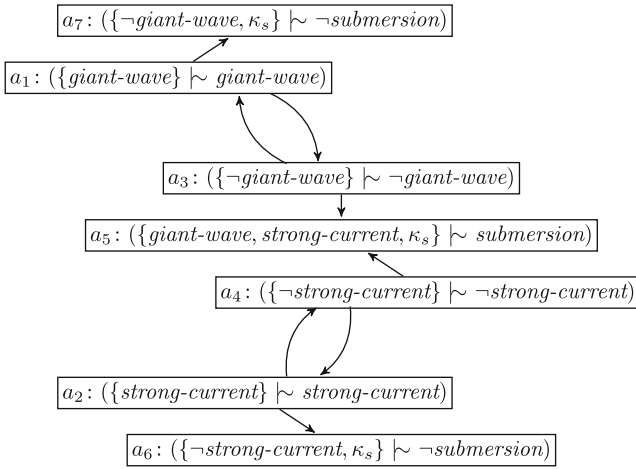 a₇: ({¬giant-wave, κₛ} |∼ ¬submersion)
a₁: ({giant-wave} |∼ giant-wave)
a₃: ({¬giant-wave} |∼ ¬giant-wave)
a₅: ({giant-wave, strong-current, κₛ} |∼ submersion)
a₄: ({¬strong-current} |∼ ¬strong-current)
a₂: ({strong-current} |∼ strong-current)
a₆: ({¬strong-current, κₛ} |∼ ¬submersion)